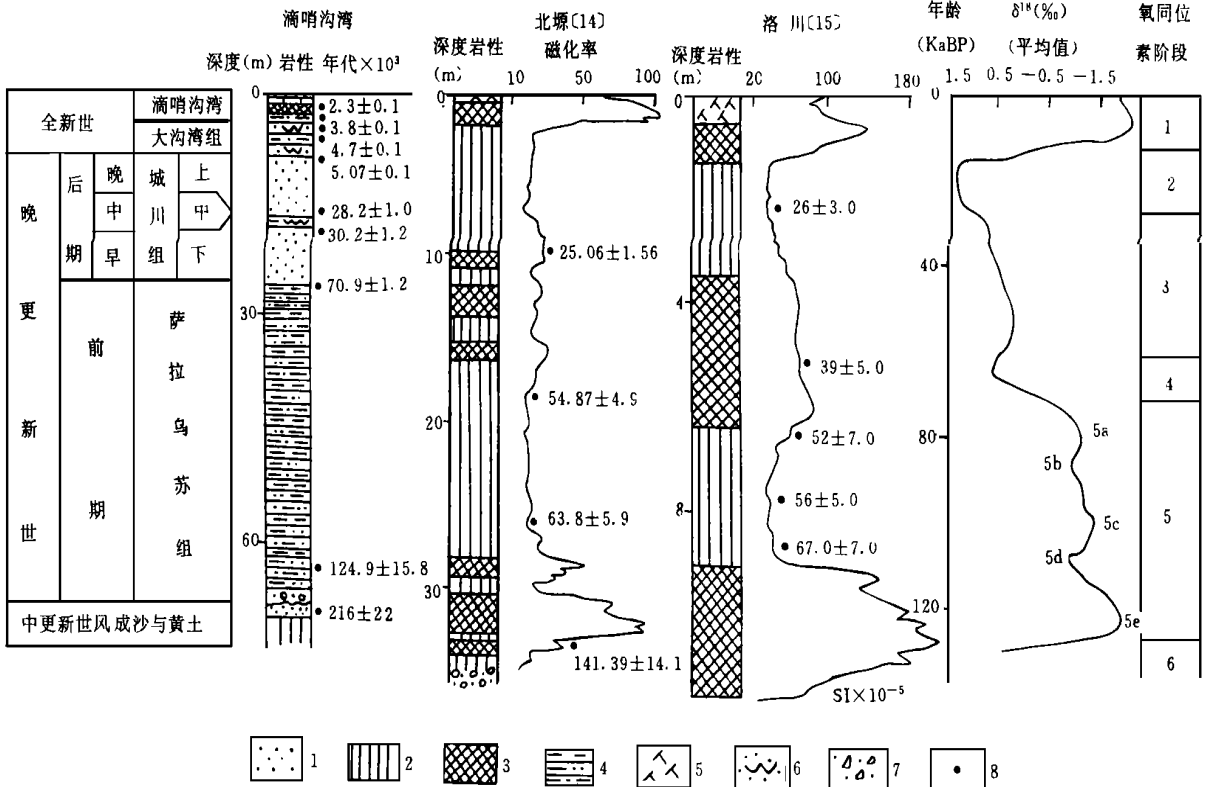 滴哨沟湾
深度(m) 岩性 年代×10³
北塬〔14〕
深度岩性 磁化率
(m) 10 50 100
洛川〔15〕
深度岩性
(m) 20 100 180
年龄 δ¹⁸(‰) 氧同位
(KaBP) (平均值) 素阶段
1.5 0.5 -0.5 -1.5
全新世
滴哨沟湾
大沟湾组
晚更新世
后期
晚
中
早
城川组
上
中
下
前期
萨拉乌苏组
中更新世风成沙与黄土
0
30
60
2.3±0.1
3.8±0.1
4.7±0.1
5.07±0.1
28.2±1.0
30.2±1.2
70.9±1.2
124.9±15.8
216±22
0
10
20
30
25.06±1.56
54.87±4.9
63.8±5.9
141.39±14.1
0
4
8
26±3.0
39±5.0
52±7.0
56±5.0
67.0±7.0
SI×10⁻⁵
0
40
80
120
5a
5b
5c
5d
5e
1
2
3
4
5
6
1 2 3 4 5 6 7 8